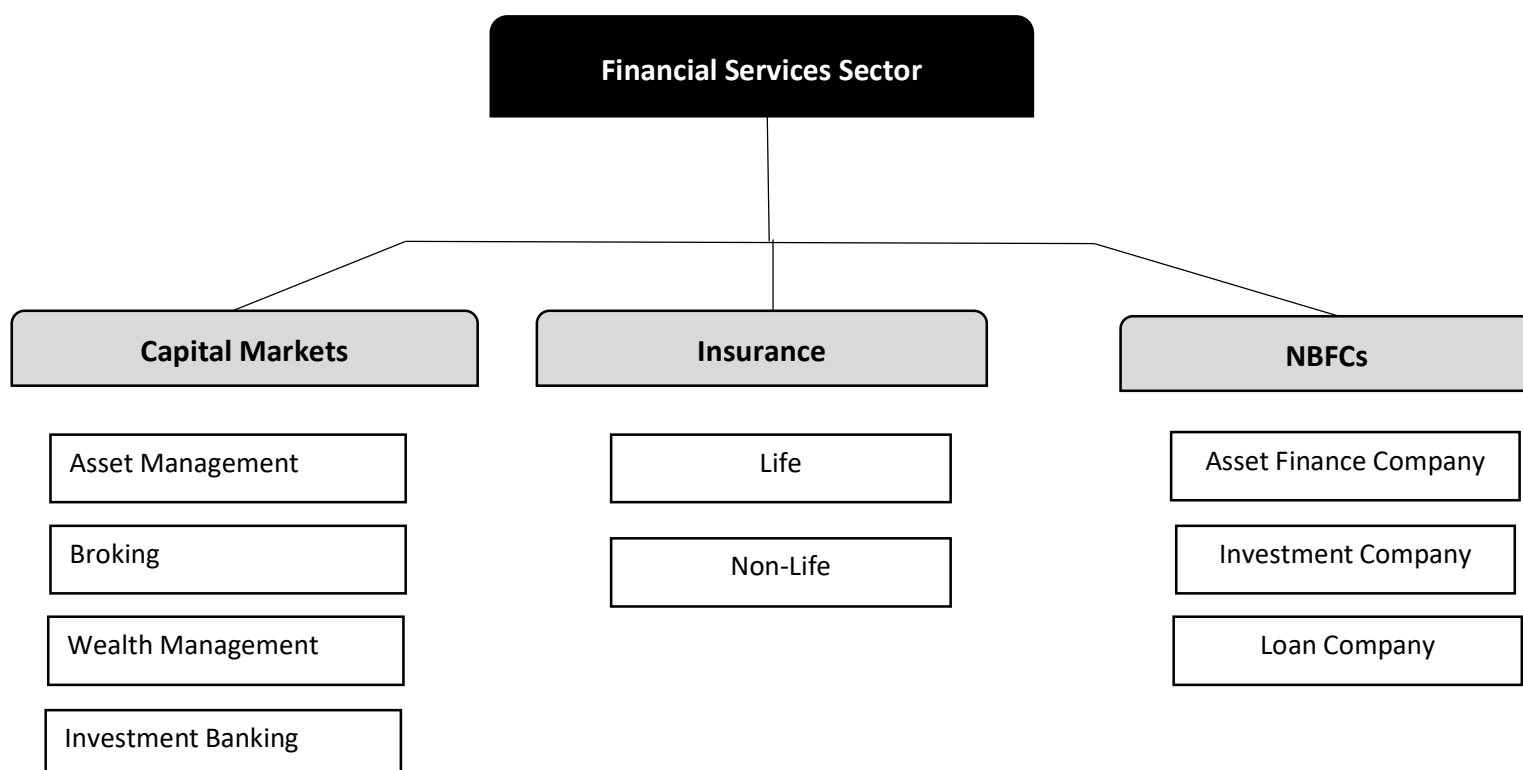 Financial Services Sector
Capital Markets
Insurance
NBFCs
Asset Management
Broking
Wealth Management
Investment Banking
Life
Non-Life
Asset Finance Company
Investment Company
Loan Company